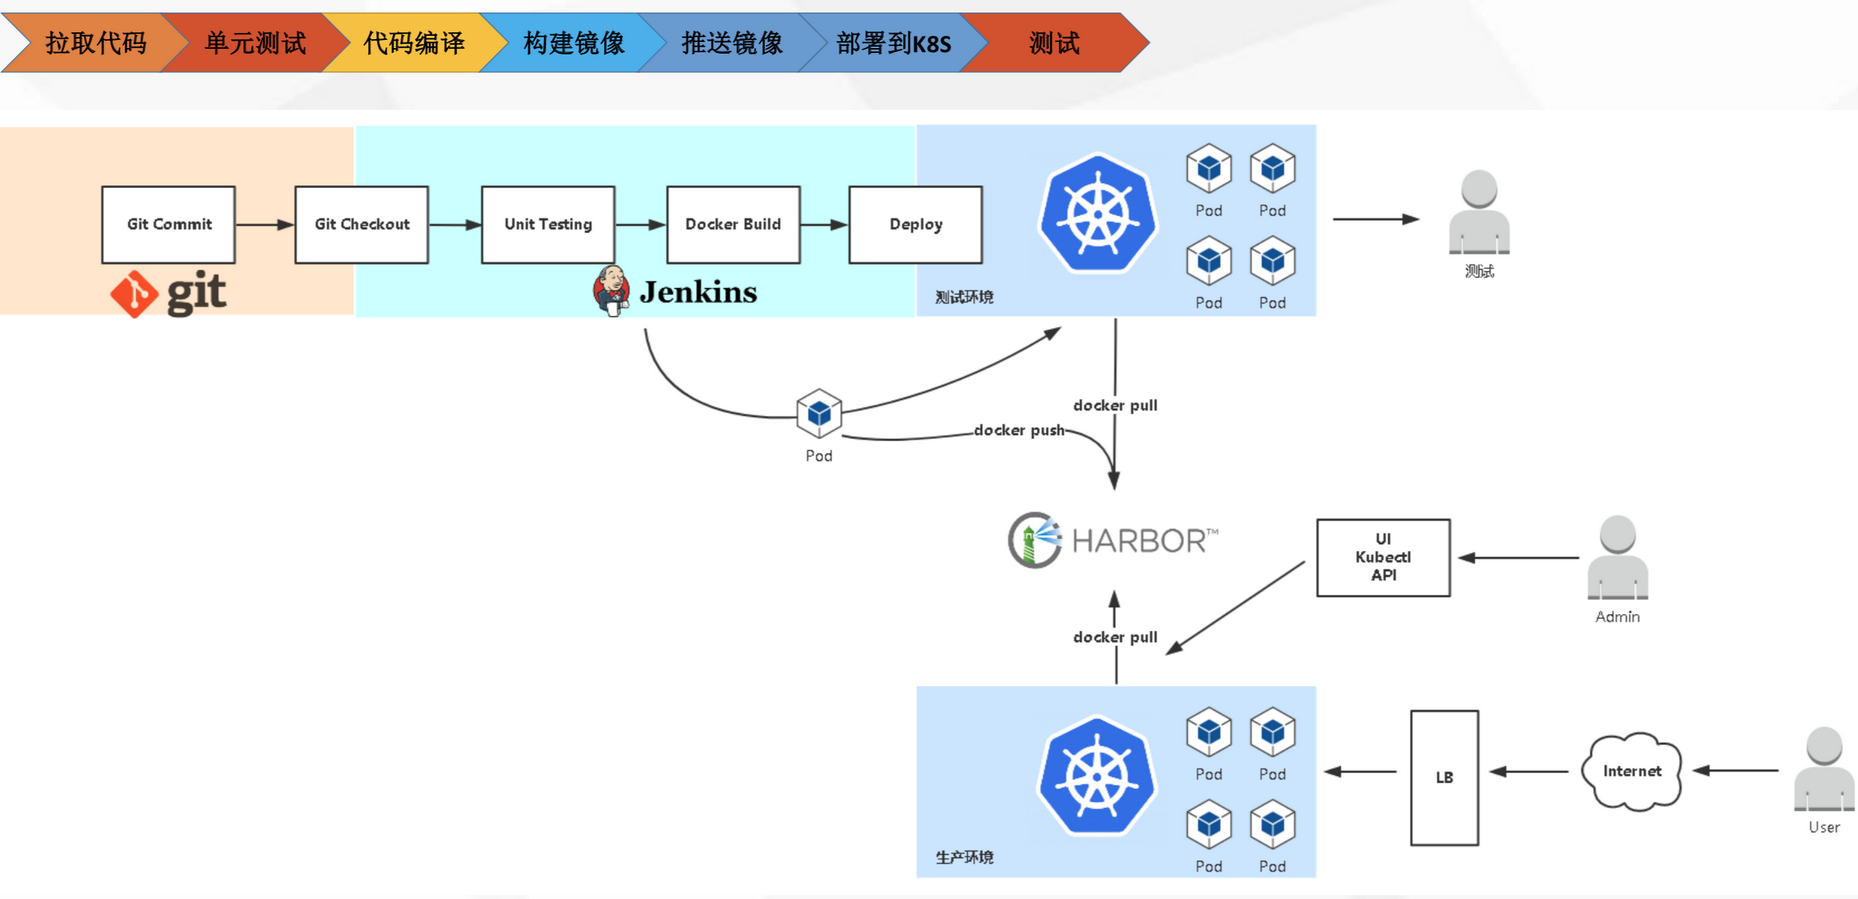 拉取代码
单元测试
代码编译
构建镜像
推送镜像
部署到K8S
测试
Git Commit
Git Checkout
Unit Testing
Docker Build
Deploy
git
Jenkins
测试环境
Pod
Pod
Pod
Pod
测试
Pod
docker pull
docker push
HARBOR™
UI
Kubectl
API
Admin
docker pull
生产环境
Pod
Pod
Pod
Pod
LB
Internet
User